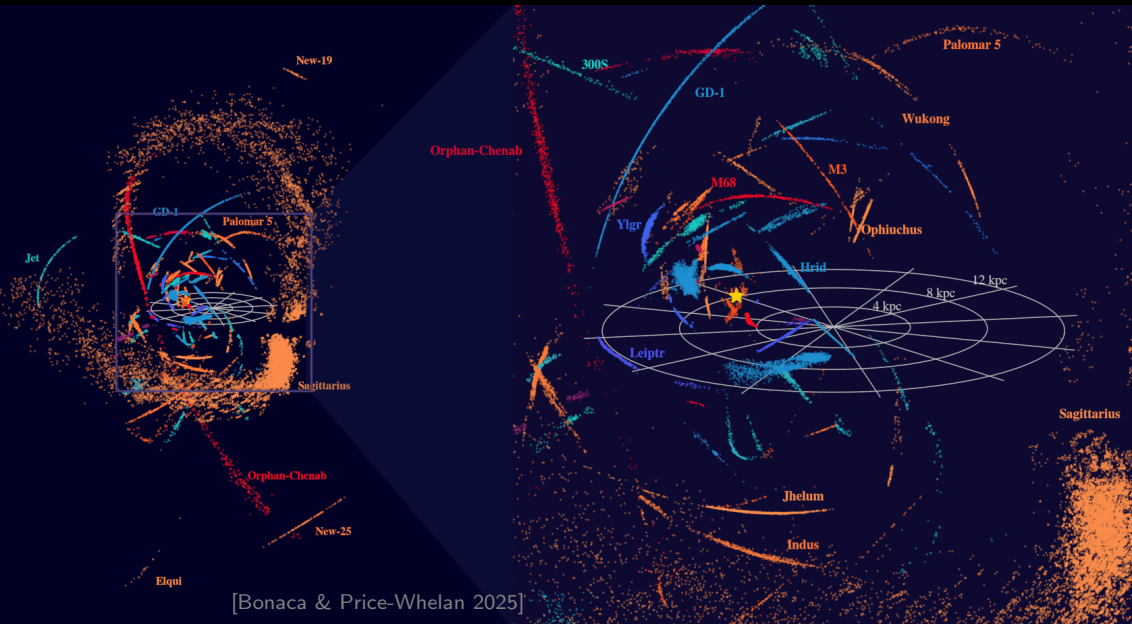 New-19
GD-1
Palomar 5
Jet
Sagittarius
Orphan-Chenab
New-25
Elqui
[Bonaca & Price-Whelan 2025]
Palomar 5
300S
GD-1
Wukong
Orphan-Chenab
M3
M68
Ylgr
Ophiuchus
Hrid
12 kpc
8 kpc
4 kpc
Leiptr
Sagittarius
Jhelum
Indus